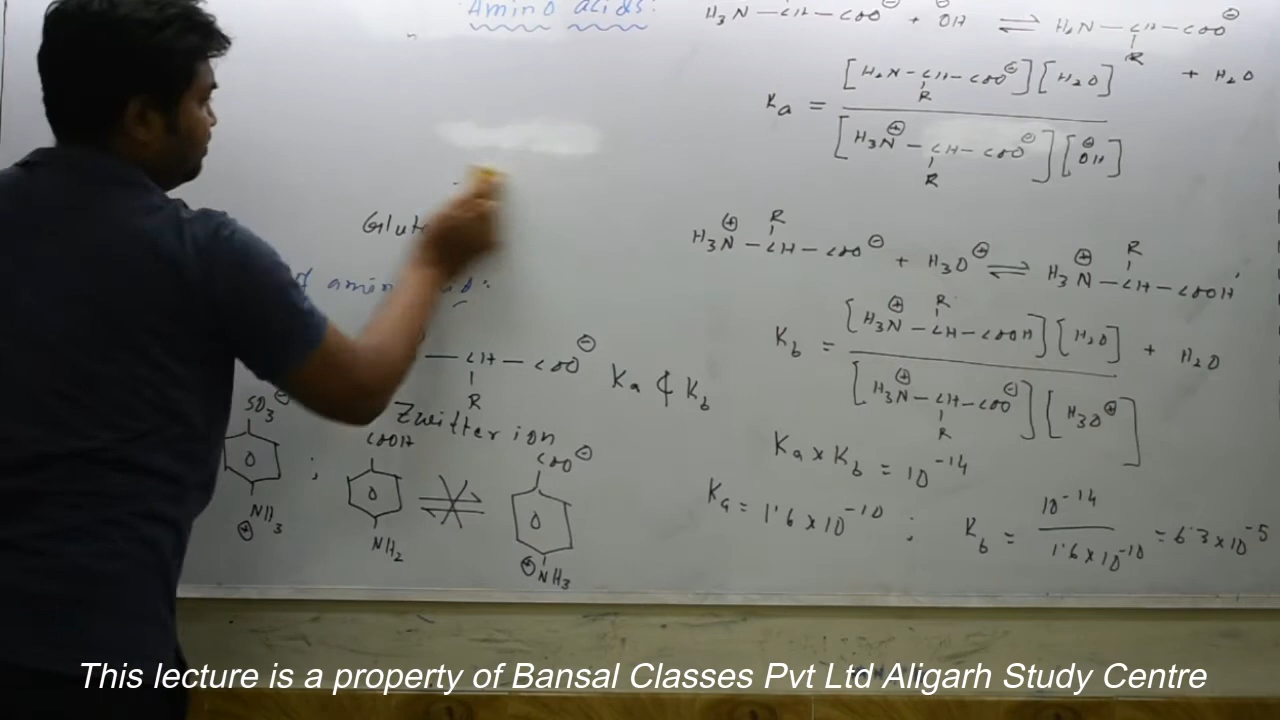 Amino acids:
H₃N — CH — COO⊖ + ⊖OH ⇌ H₂N — CH — COO⊖
R
+ H₂O
Ka = [H₂N — CH — COO⊖][H₂O]
R
[H₃N⊕ — CH — COO⊖][⊖OH]
R
R R
H₃N⊕ — CH — COO⊖ + H₃O⊕ ⇌ H₃N⊕ — CH — COOH
R
Kb = [H₃N⊕ — CH — COOH][H₂O] + H₂O
[H₃N⊕ — CH — COO⊖][H₃O⊕]
R
Ka × Kb = 10⁻¹⁴
Ka = 1.6 × 10⁻¹⁰ ; Kb = 10⁻¹⁴ / 1.6 × 10⁻¹⁰ = 6.3 × 10⁻⁵
Glut
of amin
— CH — COO⊖ Ka & Kb
R
Zwitter ion
SO₃⊖ COOH COO⊖
;
NH₃⊕ NH₂ ⊕NH₃
This lecture is a property of Bansal Classes Pvt Ltd Aligarh Study Centre